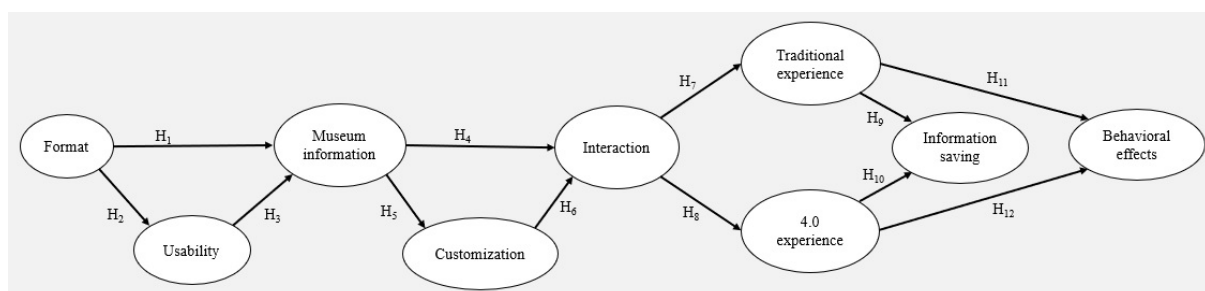 Format
H1
H2
Usability
H3
Museum
information
H4
H5
Customization
H6
Interaction
H7
H8
Traditional
experience
H9
H10
4.0
experience
Information
saving
H11
H12
Behavioral
effects